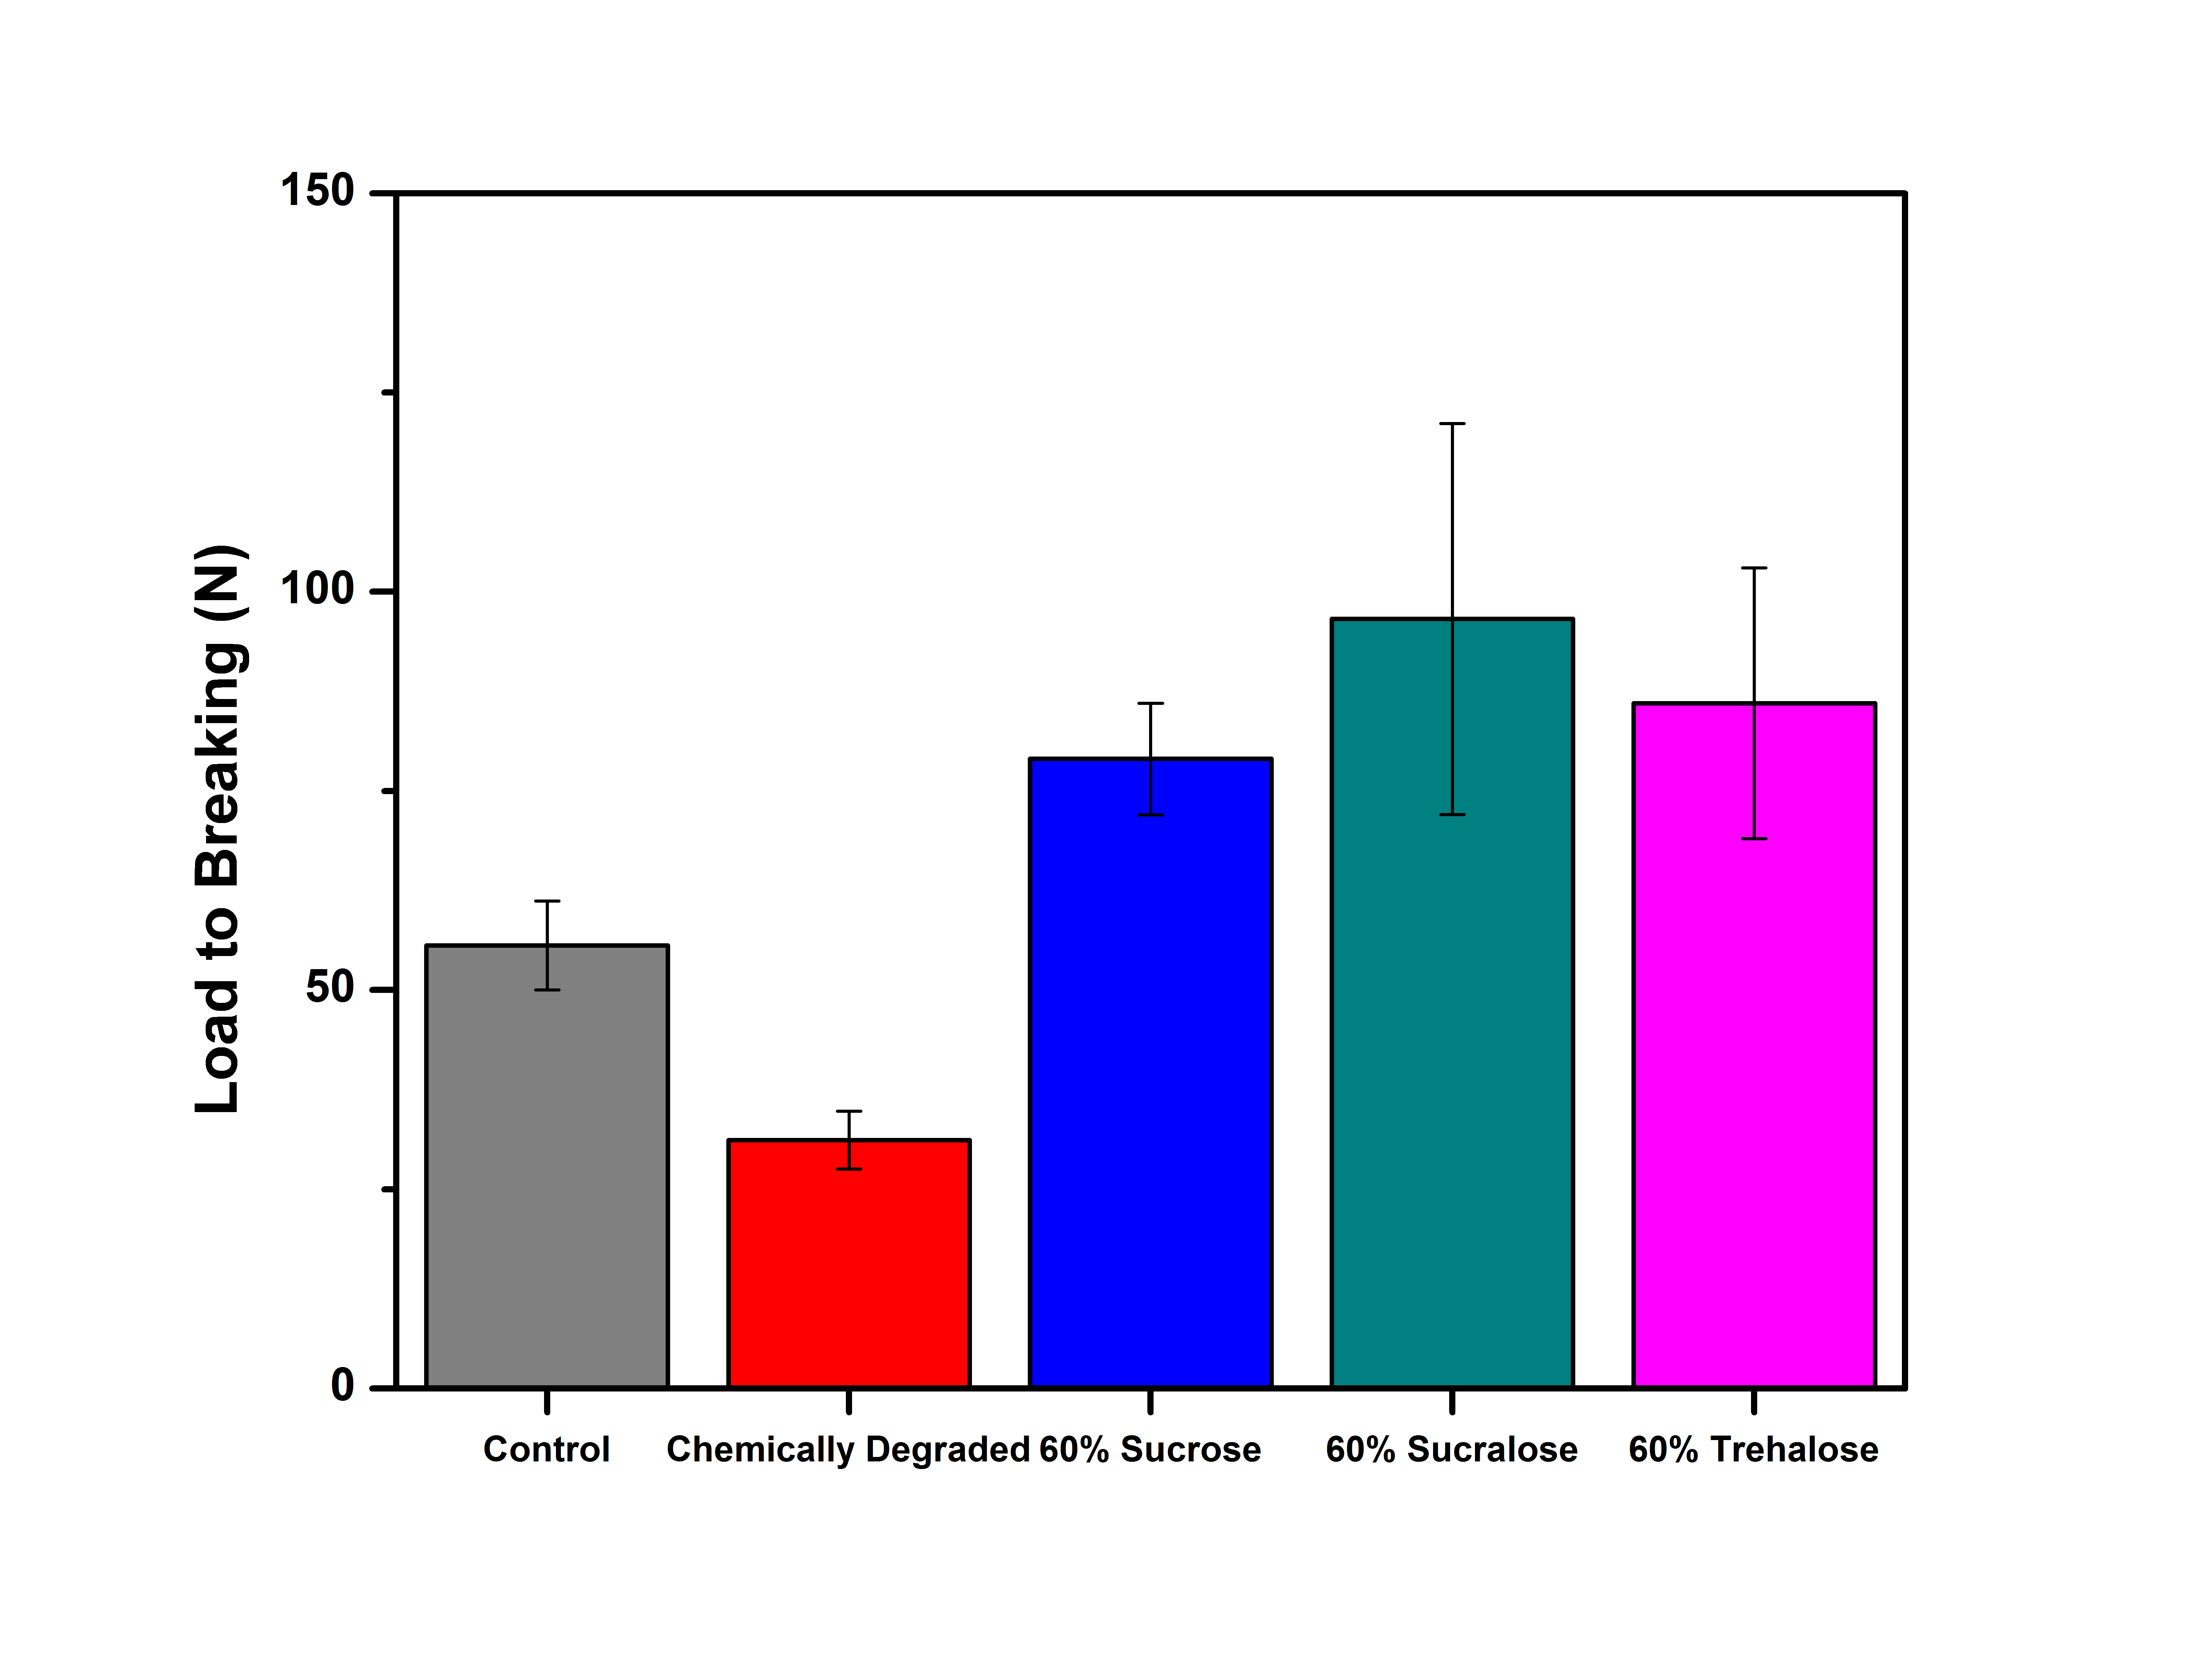 150
100
50
0
Load to Breaking (N)
Control
Chemically Degraded
60% Sucrose
60% Sucralose
60% Trehalose